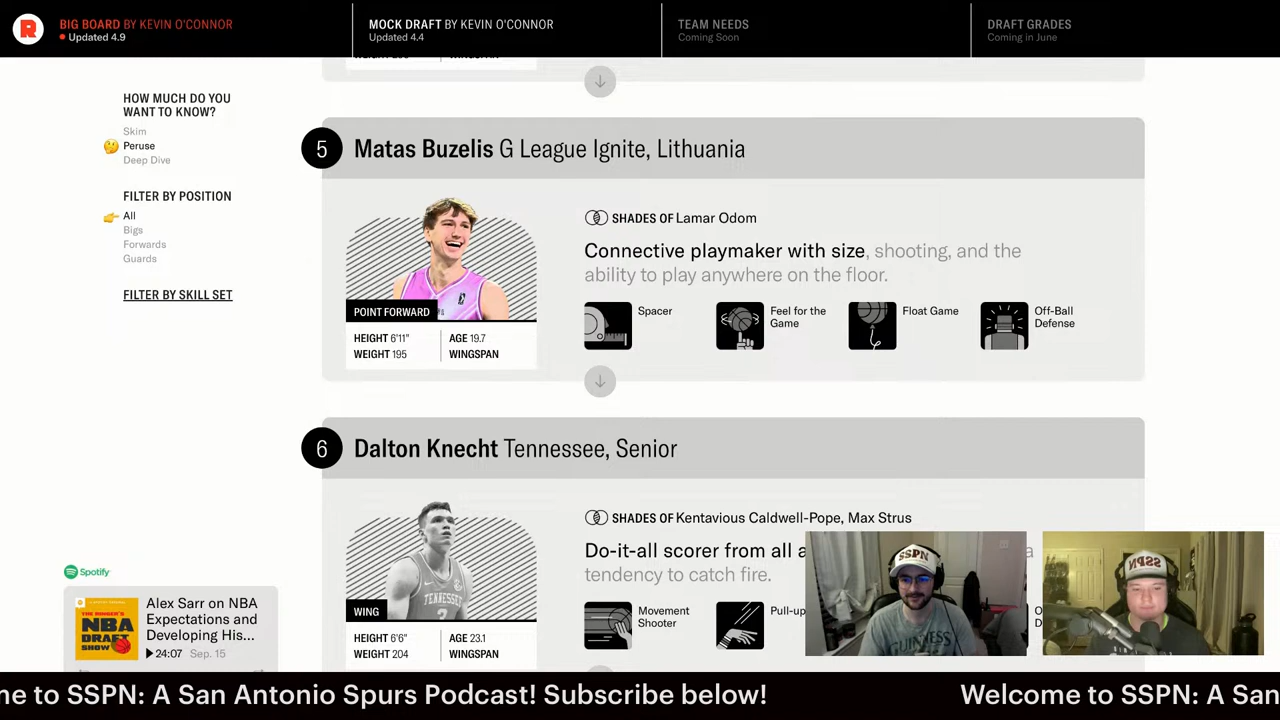 R
BIG BOARD BY KEVIN O'CONNOR
Updated 4.9
MOCK DRAFT BY KEVIN O'CONNOR
Updated 4.4
TEAM NEEDS
Coming Soon
DRAFT GRADES
Coming in June
HOW MUCH DO YOU
WANT TO KNOW?
Skim
Peruse
Deep Dive
FILTER BY POSITION
All
Bigs
Forwards
Guards
FILTER BY SKILL SET
5
Matas Buzelis G League Ignite, Lithuania
SHADES OF Lamar Odom
Connective playmaker with size, shooting, and the
ability to play anywhere on the floor.
POINT FORWARD
HEIGHT 6'11"
AGE 19.7
WEIGHT 195
WINGSPAN
Spacer
Feel for the
Game
Float Game
Off-Ball
Defense
6
Dalton Knecht Tennessee, Senior
SHADES OF Kentavious Caldwell-Pope, Max Strus
Do-it-all scorer from all
tendency to catch fire.
TENNESSEE
WING
HEIGHT 6'6"
AGE 23.1
WEIGHT 204
WINGSPAN
Movement
Shooter
SSPN
GUINNESS
SSPN
Spotify
THE RINGER'S
NBA
DRAFT
SHOW
Alex Sarr on NBA
Expectations and
Developing His...
24:07 Sep. 15
me to SSPN: A San Antonio Spurs Podcast! Subscribe below!
Welcome to SSPN: A San